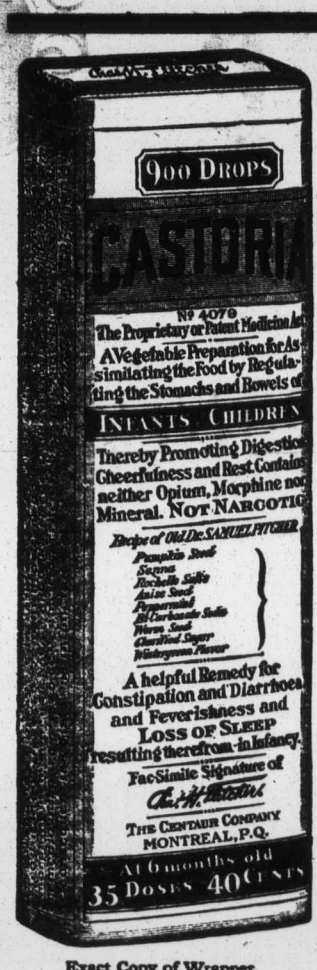 Chas. H. Fletcher
900 DROPS
CASTORIA
Nº 4079
The Proprietary or Patent Medicine Ac
A Vegetable Preparation for As
similating the Food by Regula
ting the Stomachs and Bowels of
INFANTS CHILDREN
Thereby Promoting Digestion
Cheerfulness and Rest Contains
neither Opium, Morphine nor
Mineral. NOT NARCOTIC
Recipe of Old Dr. SAMUEL PITCHER
Pumpkin Seed
Senna
Rochelle Salts
Anise Seed
Peppermint
Bi Carbonate Soda
Worm Seed
Clarified Sugar
Wintergreen Flavor
A helpful Remedy for
Constipation and Diarrhoea
and Feverishness and
LOSS OF SLEEP
resulting therefrom-in Infancy.
Fac-Simile Signature of
Chas. H. Fletcher.
THE CENTAUR COMPANY
MONTREAL, P.Q.
At 6 months old
35 DOSES 40 CENTS
Exact Copy of Wrapper